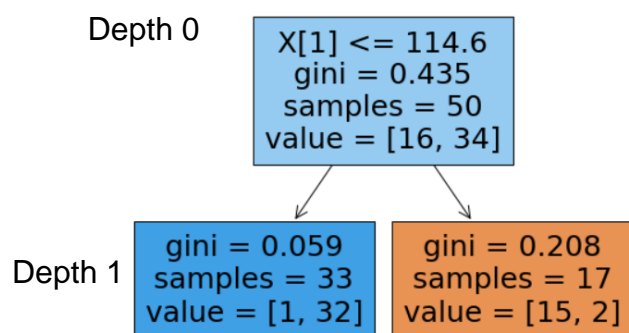 Depth 0
X[1] <= 114.6
gini = 0.435
samples = 50
value = [16, 34]
Depth 1
gini = 0.059
samples = 33
value = [1, 32]
gini = 0.208
samples = 17
value = [15, 2]